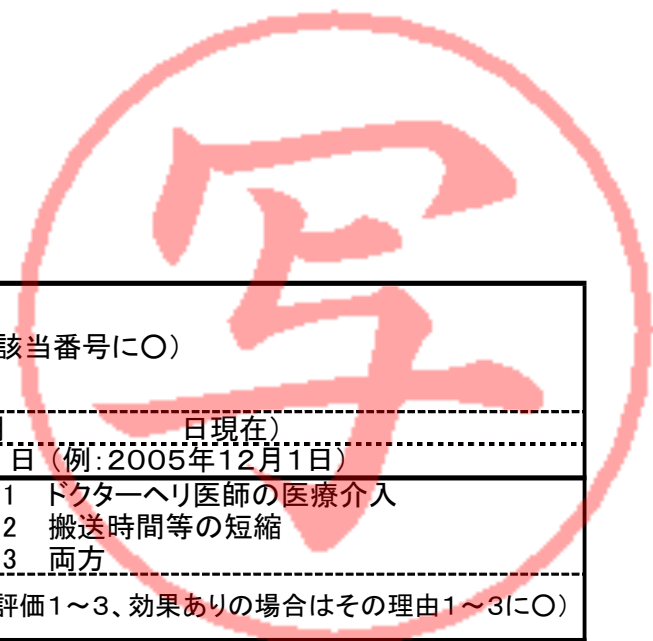 写
該当番号に〇）
日現在）
日（例：２００５年１２月１日）
１　ドクターヘリ医師の医療介入
２　搬送時間等の短縮
３　両方
評価１～３、効果ありの場合はその理由１～３に〇）